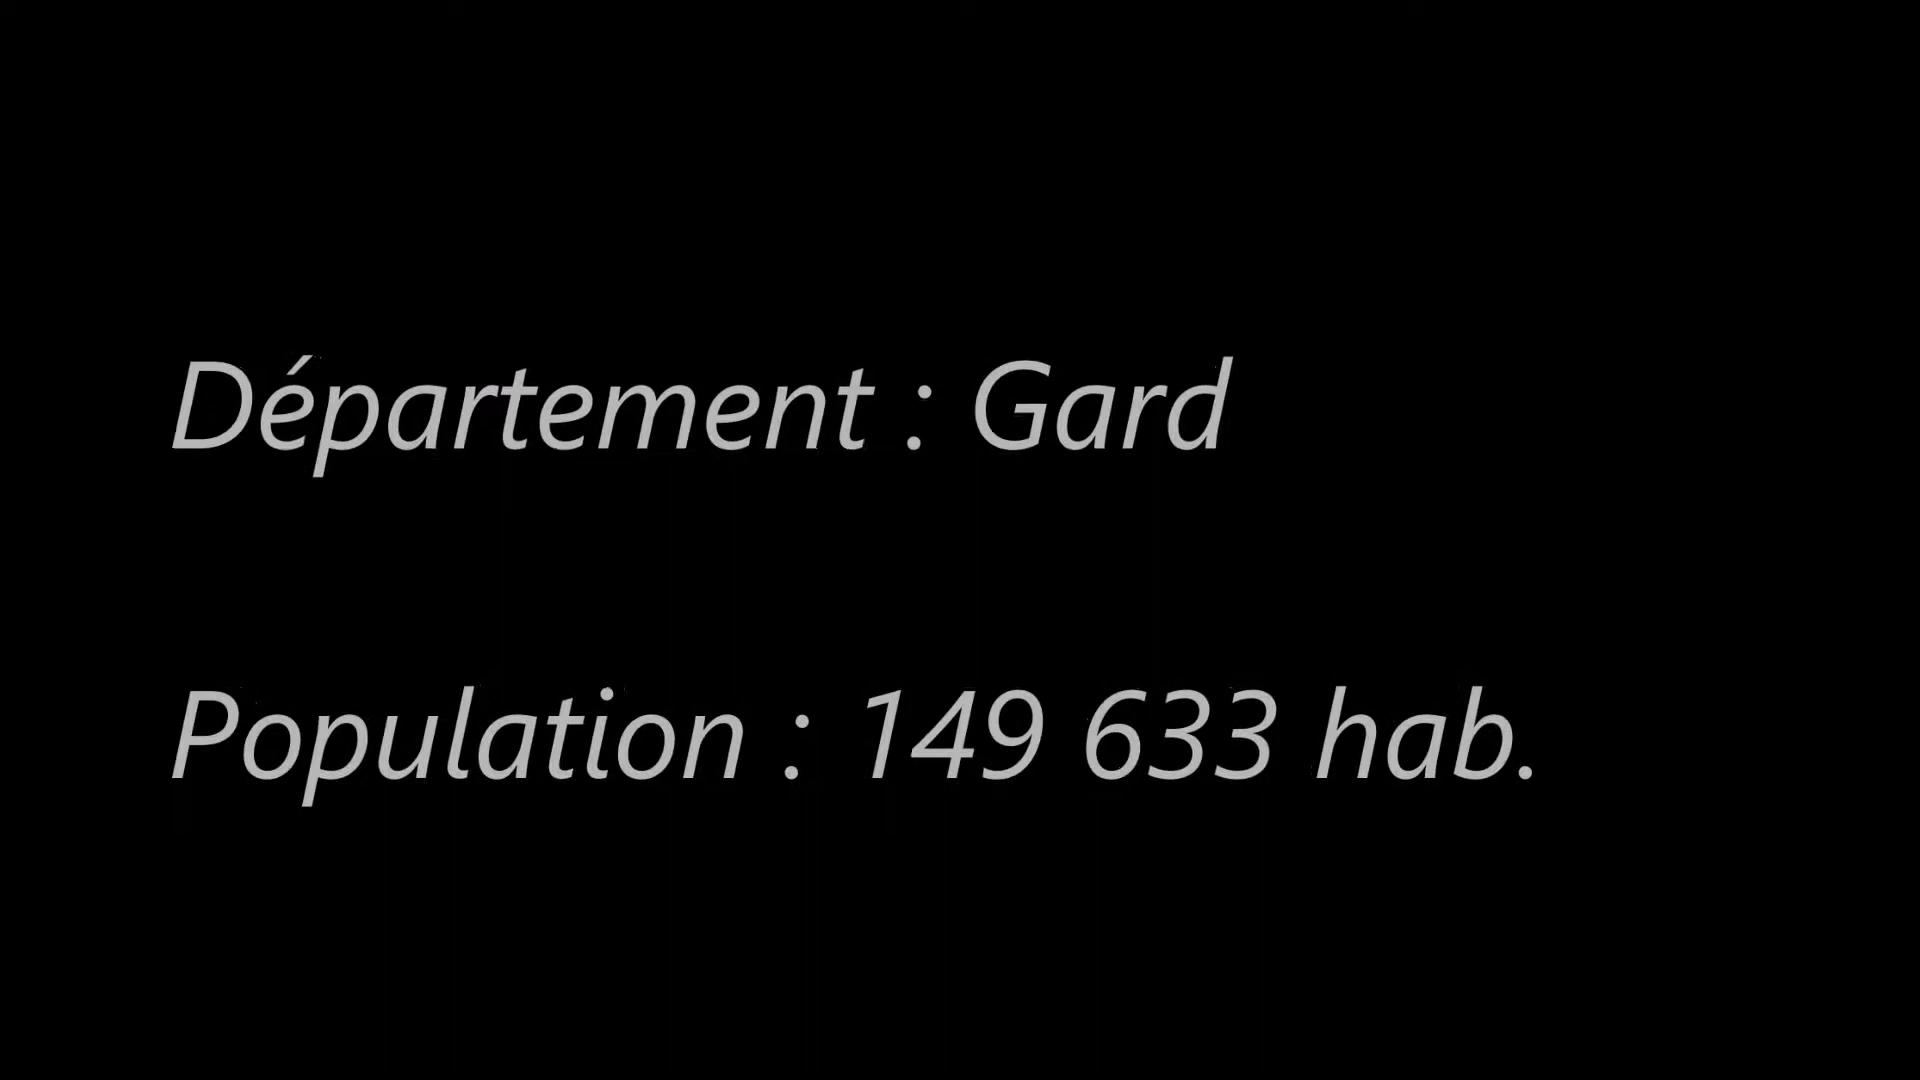 Département : Gard
Population : 149 633 hab.